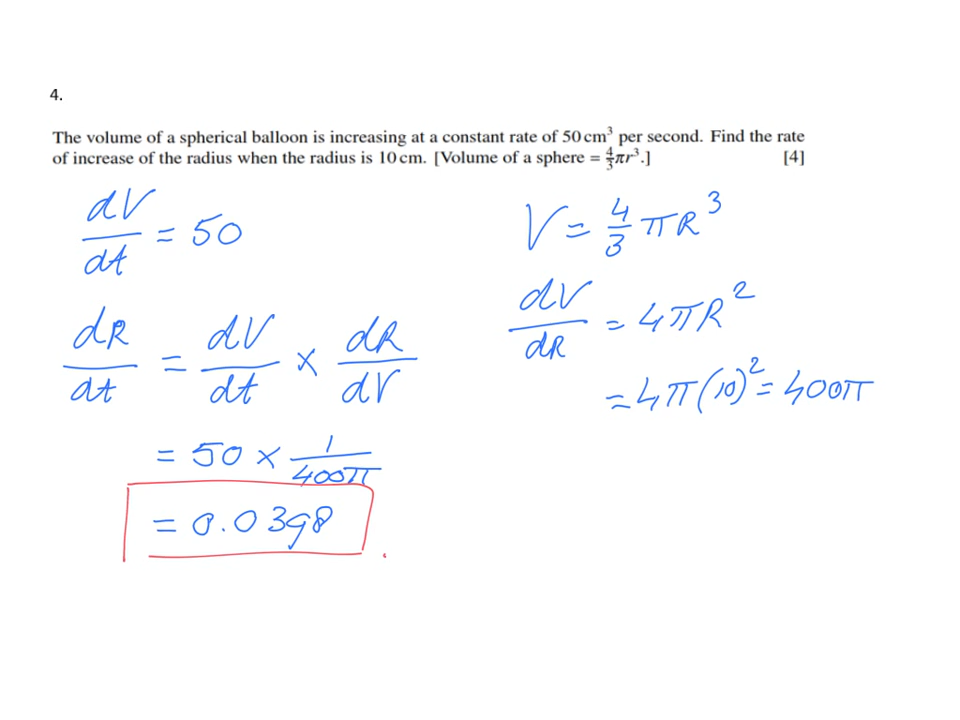 4.
The volume of a spherical balloon is increasing at a constant rate of 50 cm³ per second. Find the rate
of increase of the radius when the radius is 10 cm. [Volume of a sphere = 4/3 πr³.] [4]
dV/dt = 50
dR/dt = dV/dt × dR/dV
= 50 × 1/400π
= 0.0398
V = 4/3 πR³
dV/dR = 4πR²
= 4π(10)² = 400π